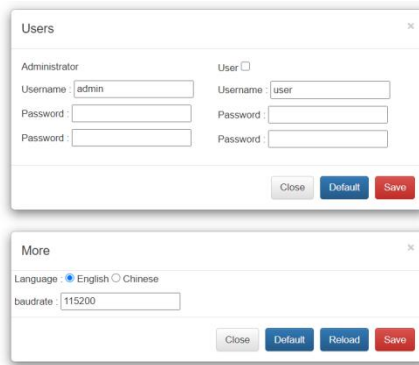 Users ×
Administrator User
Username : admin Username : user
Password : Password :
Password : Password :
Close Default Save
More ×
Language : English Chinese
baudrate : 115200
Close Default Reload Save